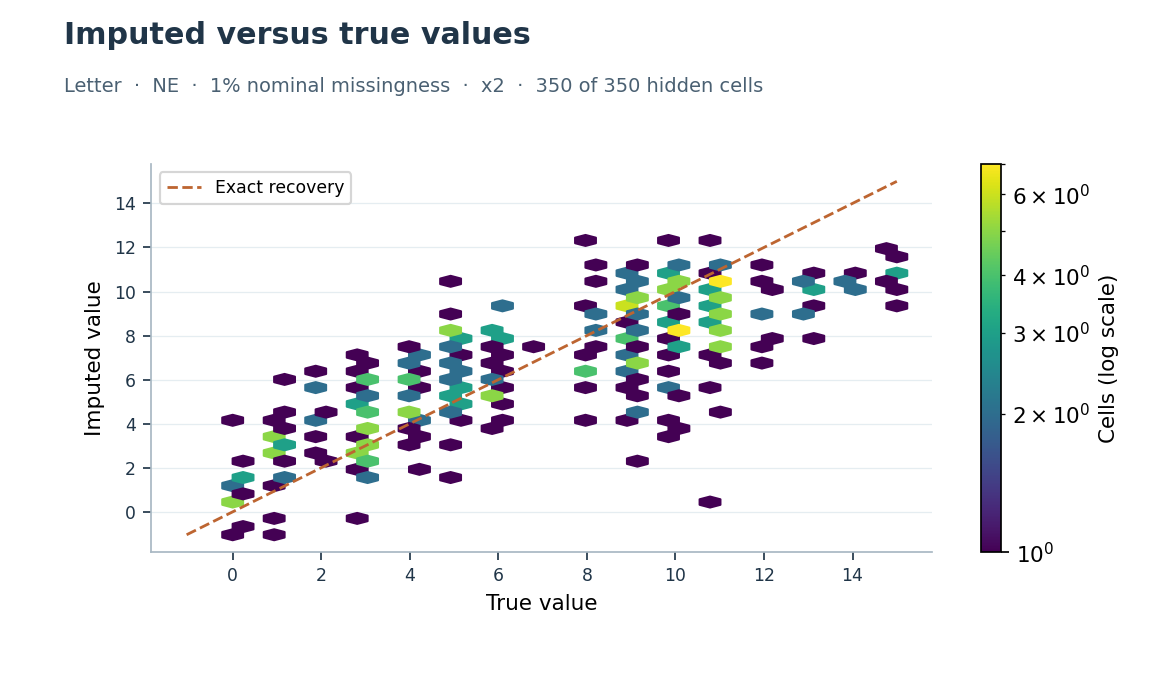 Imputed versus true values
Letter · NE · 1% nominal missingness · x2 · 350 of 350 hidden cells
Exact recovery
14
12
10
8
6
4
2
0
Imputed value
0 2 4 6 8 10 12 14
True value
6 × 10⁰
4 × 10⁰
3 × 10⁰
2 × 10⁰
10⁰
Cells (log scale)